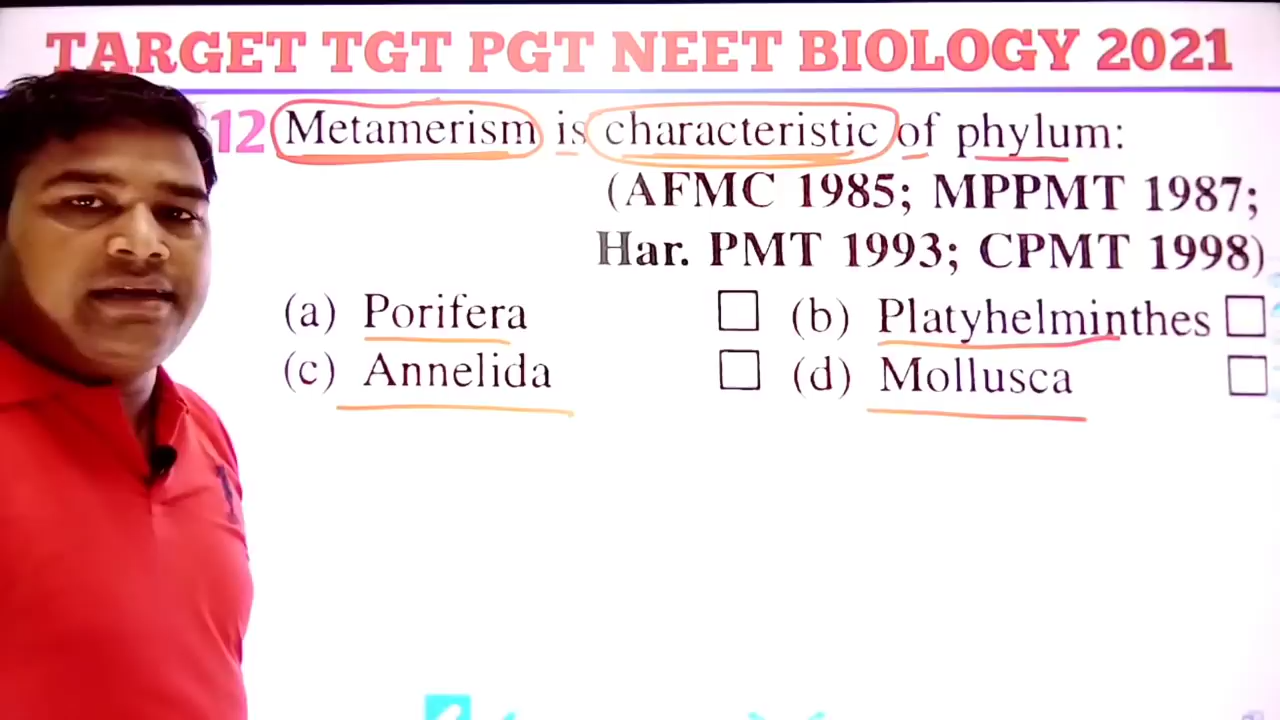 TARGET TGT PGT NEET BIOLOGY 2021
12 Metamerism is characteristic of phylum:
(AFMC 1985; MPPMT 1987;
Har. PMT 1993; CPMT 1998)
(a) Porifera (b) Platyhelminthes
(c) Annelida (d) Mollusca